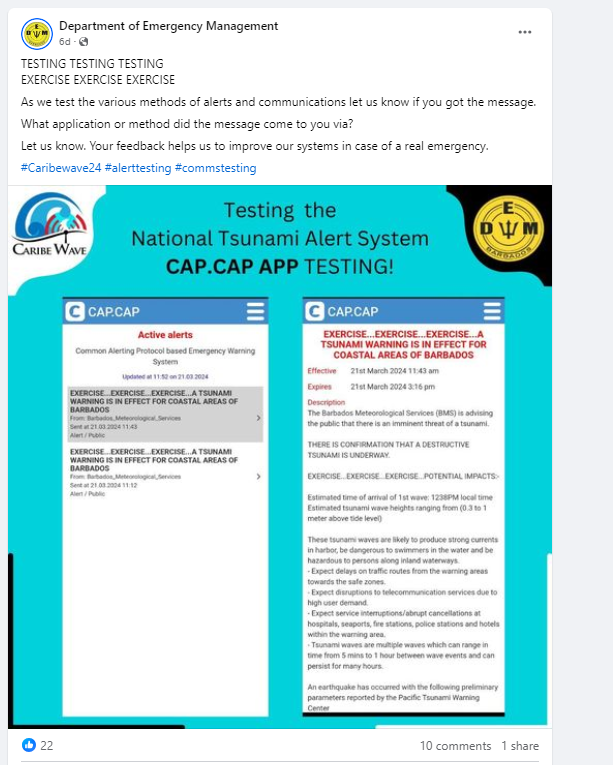 Department of Emergency Management
6d ·
TESTING TESTING TESTING
EXERCISE EXERCISE EXERCISE
As we test the various methods of alerts and communications let us know if you got the message.
What application or method did the message come to you via?
Let us know. Your feedback helps us to improve our systems in case of a real emergency.
#Caribewave24 #alerttesting #commstesting
CARIBE WAVE
Testing the
National Tsunami Alert System
CAP.CAP APP TESTING!
D E M
BARBADOS
C CAP.CAP
Active alerts
Common Alerting Protocol based Emergency Warning
System
Updated at 11:52 on 21.03.2024
EXERCISE...EXERCISE...EXERCISE...A TSUNAMI
WARNING IS IN EFFECT FOR COASTAL AREAS OF
BARBADOS
From: Barbados_Meteorological_Services
Sent at 21.03.2024 11:43
Alert / Public
EXERCISE...EXERCISE...EXERCISE...A TSUNAMI
WARNING IS IN EFFECT FOR COASTAL AREAS OF
BARBADOS
From: Barbados_Meteorological_Services
Sent at 21.03.2024 11:12
Alert / Public
C CAP.CAP
EXERCISE...EXERCISE...EXERCISE...A
TSUNAMI WARNING IS IN EFFECT FOR
COASTAL AREAS OF BARBADOS
Effective 21st March 2024 11:43 am
Expires 21st March 2024 3:16 pm
Description
The Barbados Meteorological Services (BMS) is advising
the public that there is an imminent threat of a tsunami.
THERE IS CONFIRMATION THAT A DESTRUCTIVE
TSUNAMI IS UNDERWAY.
EXERCISE...EXERCISE...EXERCISE...POTENTIAL IMPACTS:-
Estimated time of arrival of 1st wave: 1238PM local time
Estimated tsunami wave heights ranging from (0.3 to 1
meter above tide level)
These tsunami waves are likely to produce strong currents
in harbor, be dangerous to swimmers in the water and be
hazardous to persons along inland waterways.
- Expect delays on traffic routes from the warning areas
towards the safe zones.
- Expect disruptions to telecommunication services due to
high user demand.
- Expect service interruptions/abrupt cancellations at
hospitals, seaports, fire stations, police stations and hotels
within the warning area.
- Tsunami waves are multiple waves which can range in
time from 5 mins to 1 hour between wave events and can
persist for many hours.
An earthquake has occurred with the following preliminary
parameters reported by the Pacific Tsunami Warning
Center
22
10 comments 1 share